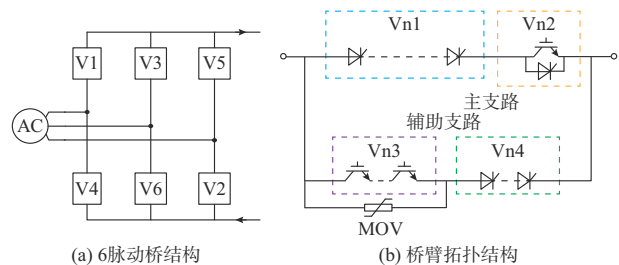 V1
V3
V5
AC
V4
V6
V2
(a) 6脉动桥结构
Vn1
Vn2
主支路
辅助支路
Vn3
Vn4
MOV
(b) 桥臂拓扑结构